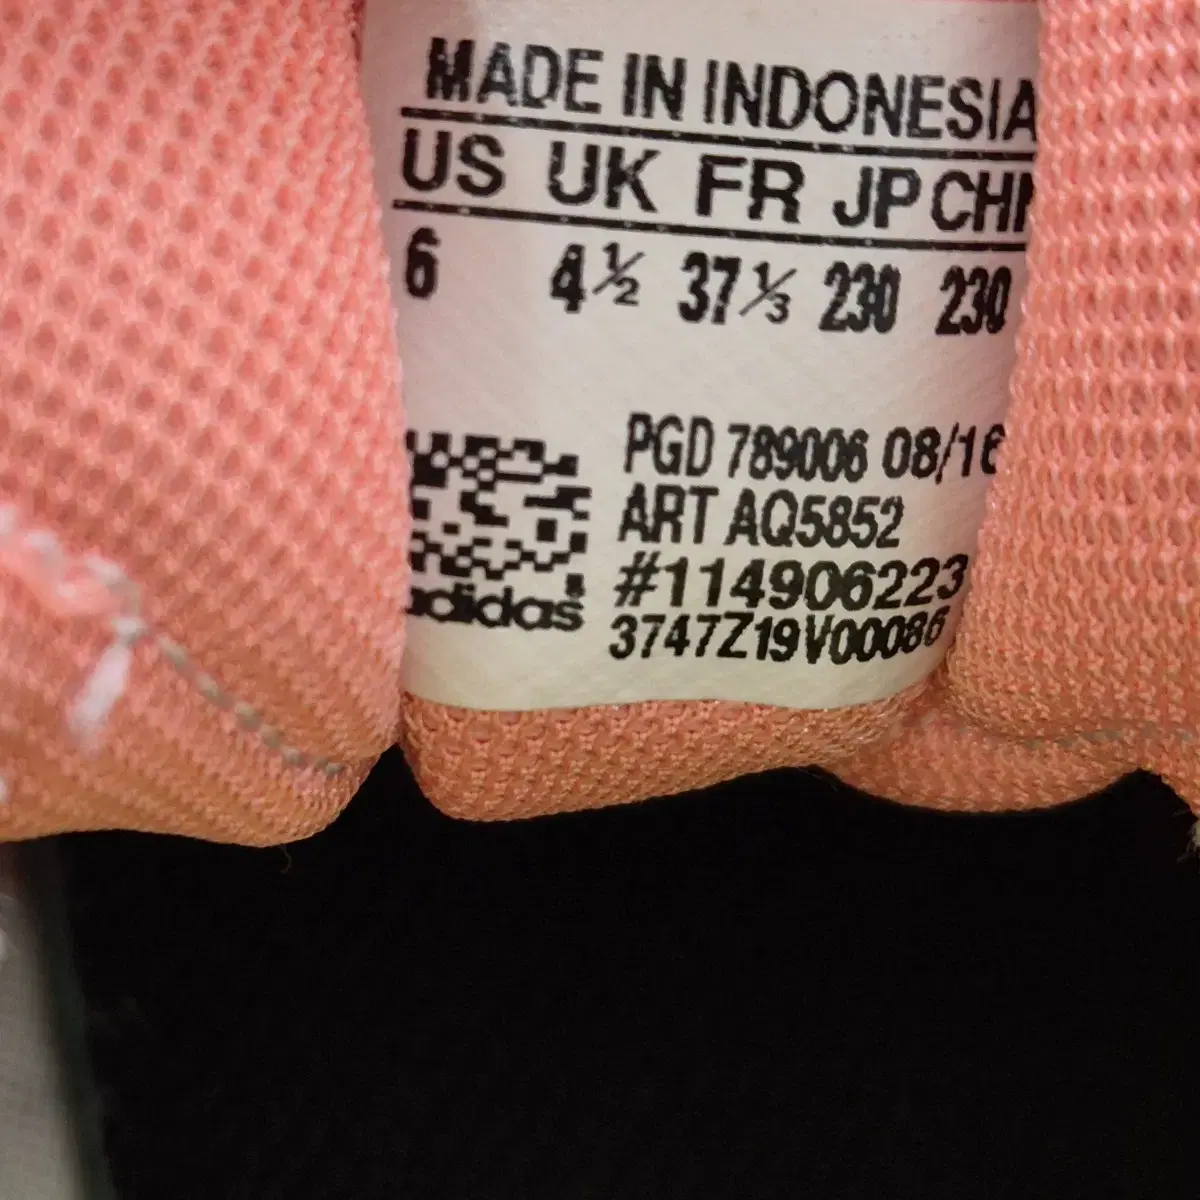 MADE IN INDONESIA
US UK FR JP CHN
6 4½ 37⅓ 230 230
PGD 789006 08/16
ART AQ5852
#114906223
3747Z19V00086
adidas